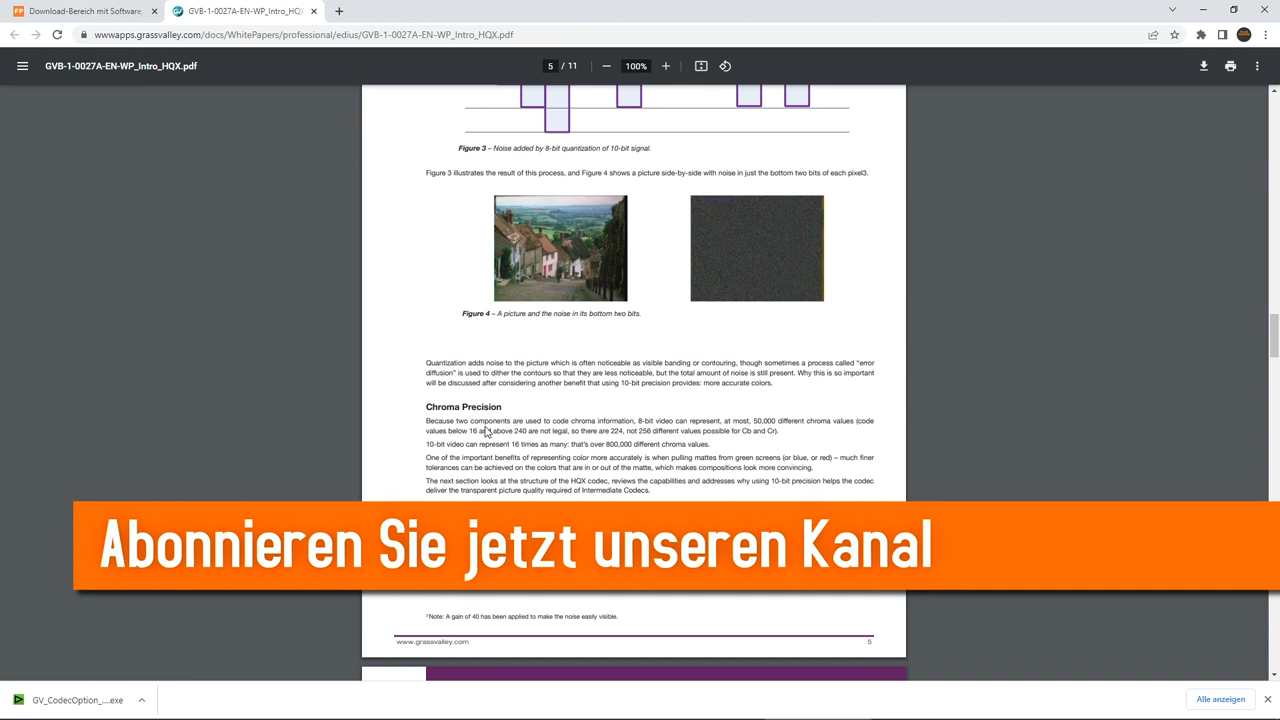 Download-Bereich mit Software,
GVB-1-0027A-EN-WP_Intro_HQX
wwwapps.grassvalley.com/docs/WhitePapers/professional/edius/GVB-1-0027A-EN-WP_Intro_HQX.pdf
GVB-1-0027A-EN-WP_Intro_HQX.pdf
5 / 11
100%
Figure 3 – Noise added by 8-bit quantization of 10-bit signal.
Figure 3 illustrates the result of this process, and Figure 4 shows a picture side-by-side with noise in just the bottom two bits of each pixel3.
Figure 4 – A picture and the noise in its bottom two bits.
Quantization adds noise to the picture which is often noticeable as visible banding or contouring, though sometimes a process called “error
diffusion” is used to dither the contours so that they are less noticeable, but the total amount of noise is still present. Why this is so important
will be discussed after considering another benefit that using 10-bit precision provides: more accurate colors.
Chroma Precision
Because two components are used to code chroma information, 8-bit video can represent, at most, 50,000 different chroma values (code
values below 16 and above 240 are not legal, so there are 224, not 256 different values possible for Cb and Cr).
10-bit video can represent 16 times as many: that's over 800,000 different chroma values.
One of the important benefits of representing color more accurately is when pulling mattes from green screens (or blue, or red) – much finer
tolerances can be achieved on the colors that are in or out of the matte, which makes compositions look more convincing.
The next section looks at the structure of the HQX codec, reviews the capabilities and addresses why using 10-bit precision helps the codec
deliver the transparent picture quality required of Intermediate Codecs.
Abonnieren Sie jetzt unseren Kanal
³ Note: A gain of 40 has been applied to make the noise easily visible.
www.grassvalley.com 5
GV_CodecOption_....exe
Alle anzeigen